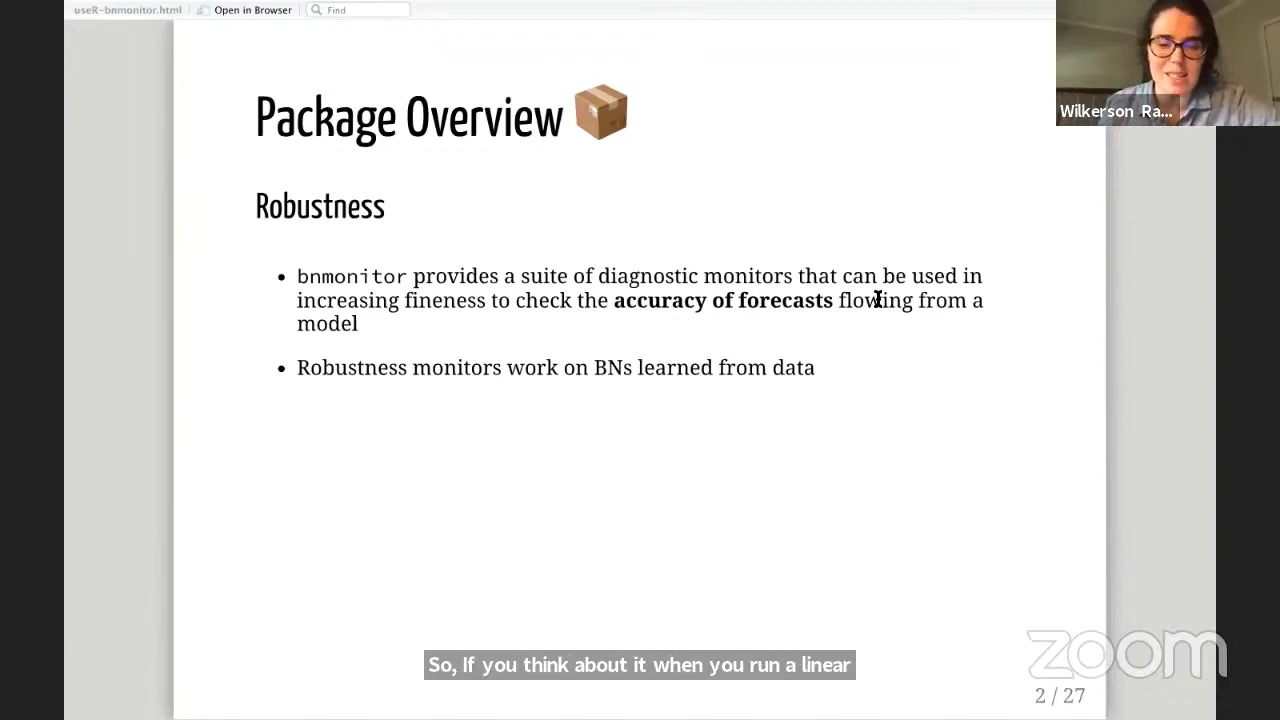 useR-bnmonitor.html Open in Browser Find
Wilkerson Ra...
Package Overview
Robustness
• bnmonitor provides a suite of diagnostic monitors that can be used in
increasing fineness to check the accuracy of forecasts flowing from a
model
• Robustness monitors work on BNs learned from data
So, If you think about it when you run a linear
zoom
2 / 27